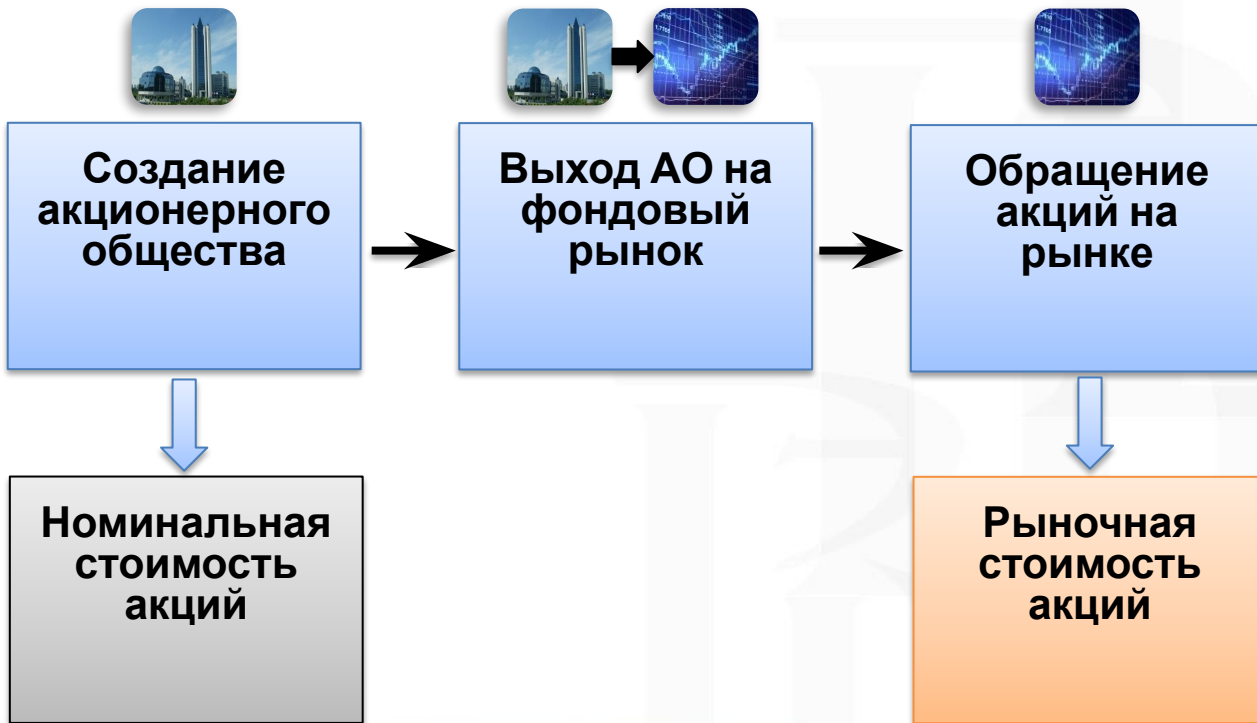 Создание
акционерного
общества
Выход АО на
фондовый
рынок
Обращение
акций на
рынке
Номинальная
стоимость
акций
Рыночная
стоимость
акций